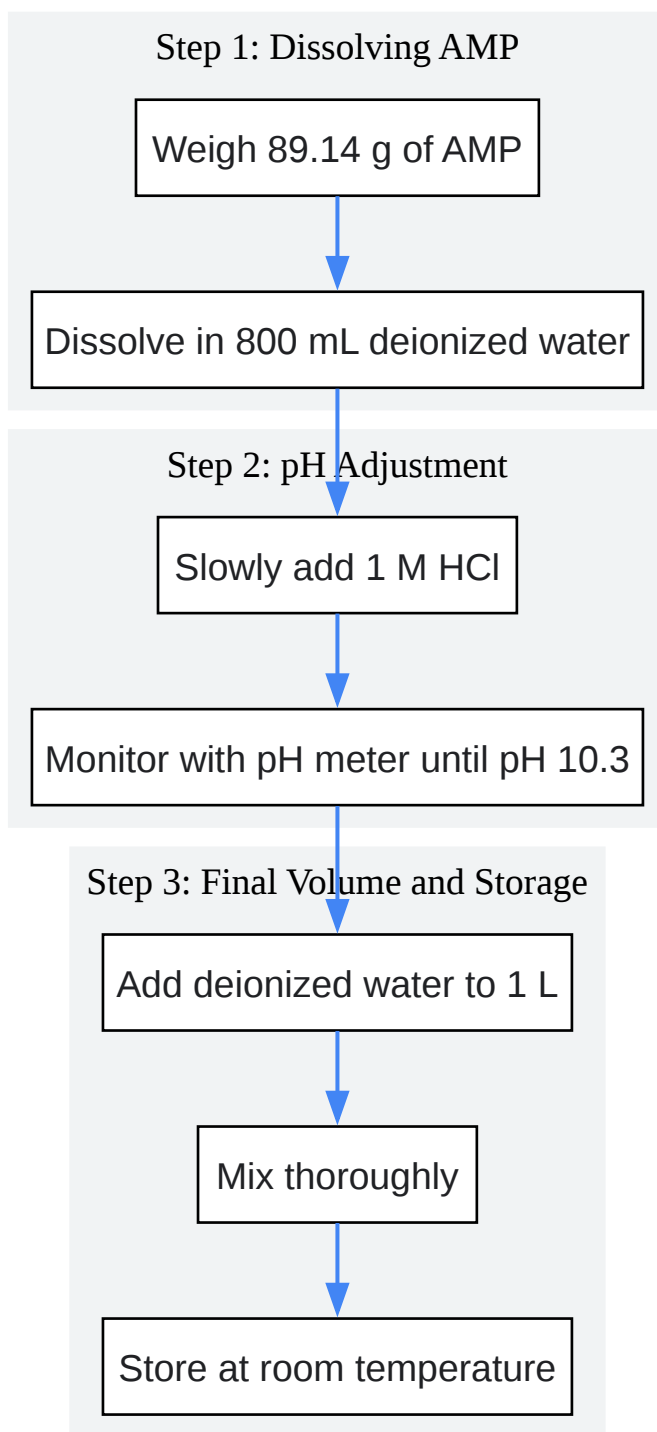 Step 1: Dissolving AMP
Weigh 89.14 g of AMP
Dissolve in 800 mL deionized water
Step 2: pH Adjustment
Slowly add 1 M HCl
Monitor with pH meter until pH 10.3
Step 3: Final Volume and Storage
Add deionized water to 1 L
Mix thoroughly
Store at room temperature